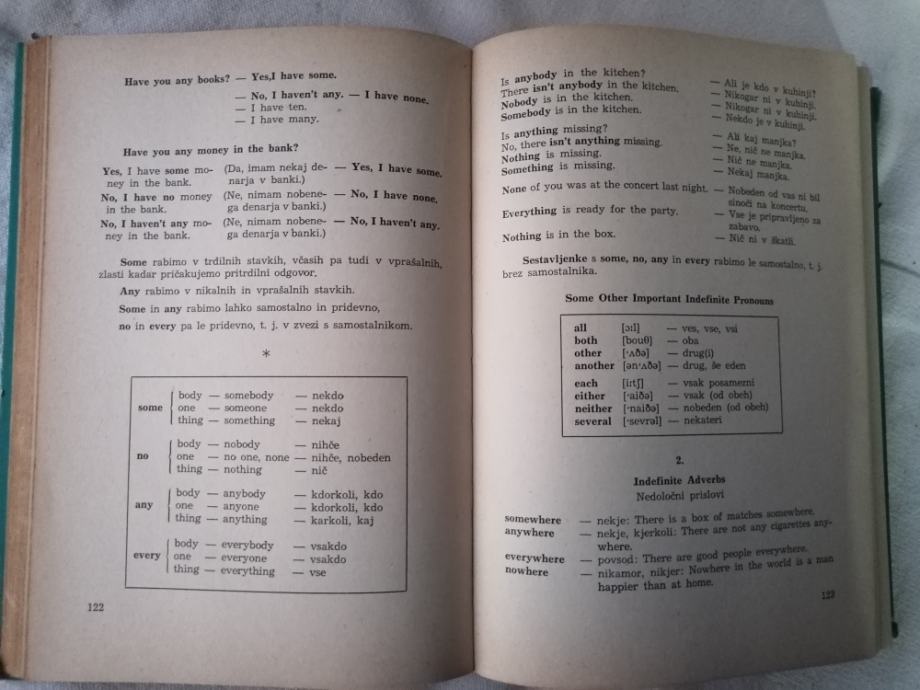 Have you any books? — Yes,I have some.
— No, I haven't any. — I have none.
— I have ten.
— I have many.
Have you any money in the bank?
Yes, I have some mo- (Da, imam nekaj de- — Yes, I have some.
ney in the bank. narja v banki.)
No, I have no money (Ne, nimam nobene- — No, I have none.
in the bank. ga denarja v banki.)
No, I haven't any mo- (Ne, nimam nobene- — No, I haven't any.
ney in the bank. ga denarja v banki.)
Some rabimo v trdilnih stavkih, včasih pa tudi v vprašalnih,
zlasti kadar pričakujemo pritrdilni odgovor.
Any rabimo v nikalnih in vprašalnih stavkih.
Some in any rabimo lahko samostalno in pridevno,
no in every pa le pridevno, t. j. v zvezi s samostalnikom.
*
body — somebody — nekdo
some one — someone — nekdo
thing — something — nekaj
body — nobody — nihče
no one — no one, none — nihče, nobeden
thing — nothing — nič
body — anybody — kdorkoli, kdo
any one — anyone — kdorkoli, kdo
thing — anything — karkoli, kaj
body — everybody — vsakdo
every one — everyone — vsakdo
thing — everything — vse
122
Is anybody in the kitchen? — Ali je kdo v kuhinji?
There isn't anybody in the kitchen. — Nikogar ni v kuhinji.
Nobody is in the kitchen. — Nikogar ni v kuhinji.
Somebody is in the kitchen. — Nekdo je v kuhinji.
Is anything missing? — Ali kaj manjka?
No, there isn't anything missing. — Ne, nič ne manjka.
Nothing is missing. — Nič ne manjka.
Something is missing. — Nekaj manjka.
None of you was at the concert last night. — Nobeden od vas ni bil
sinoči na koncertu.
Everything is ready for the party. — Vse je pripravljeno za
zabavo.
Nothing is in the box. — Nič ni v škatli.
Sestavljenke s some, no, any in every rabimo le samostalno, t. j.
brez samostalnika.
Some Other Important Indefinite Pronouns
all [ɔːl] — ves, vse, vsi
both [bouθ] — oba
other [ˈʌðə] — drug(i)
another [ənˈʌðə] — drug, še eden
each [iːtʃ] — vsak posamezni
either [ˈaiðə] — vsak (od obeh)
neither [ˈnaiðə] — nobeden (od obeh)
several [ˈsevrəl] — nekateri
2.
Indefinite Adverbs
Nedoločni prislovi
somewhere — nekje: There is a box of matches somewhere.
anywhere — nekje, kjerkoli: There are not any cigarettes any-
where.
everywhere — povsod: There are good people everywhere.
nowhere — nikamor, nikjer: Nowhere in the world is a man
happier than at home.
123